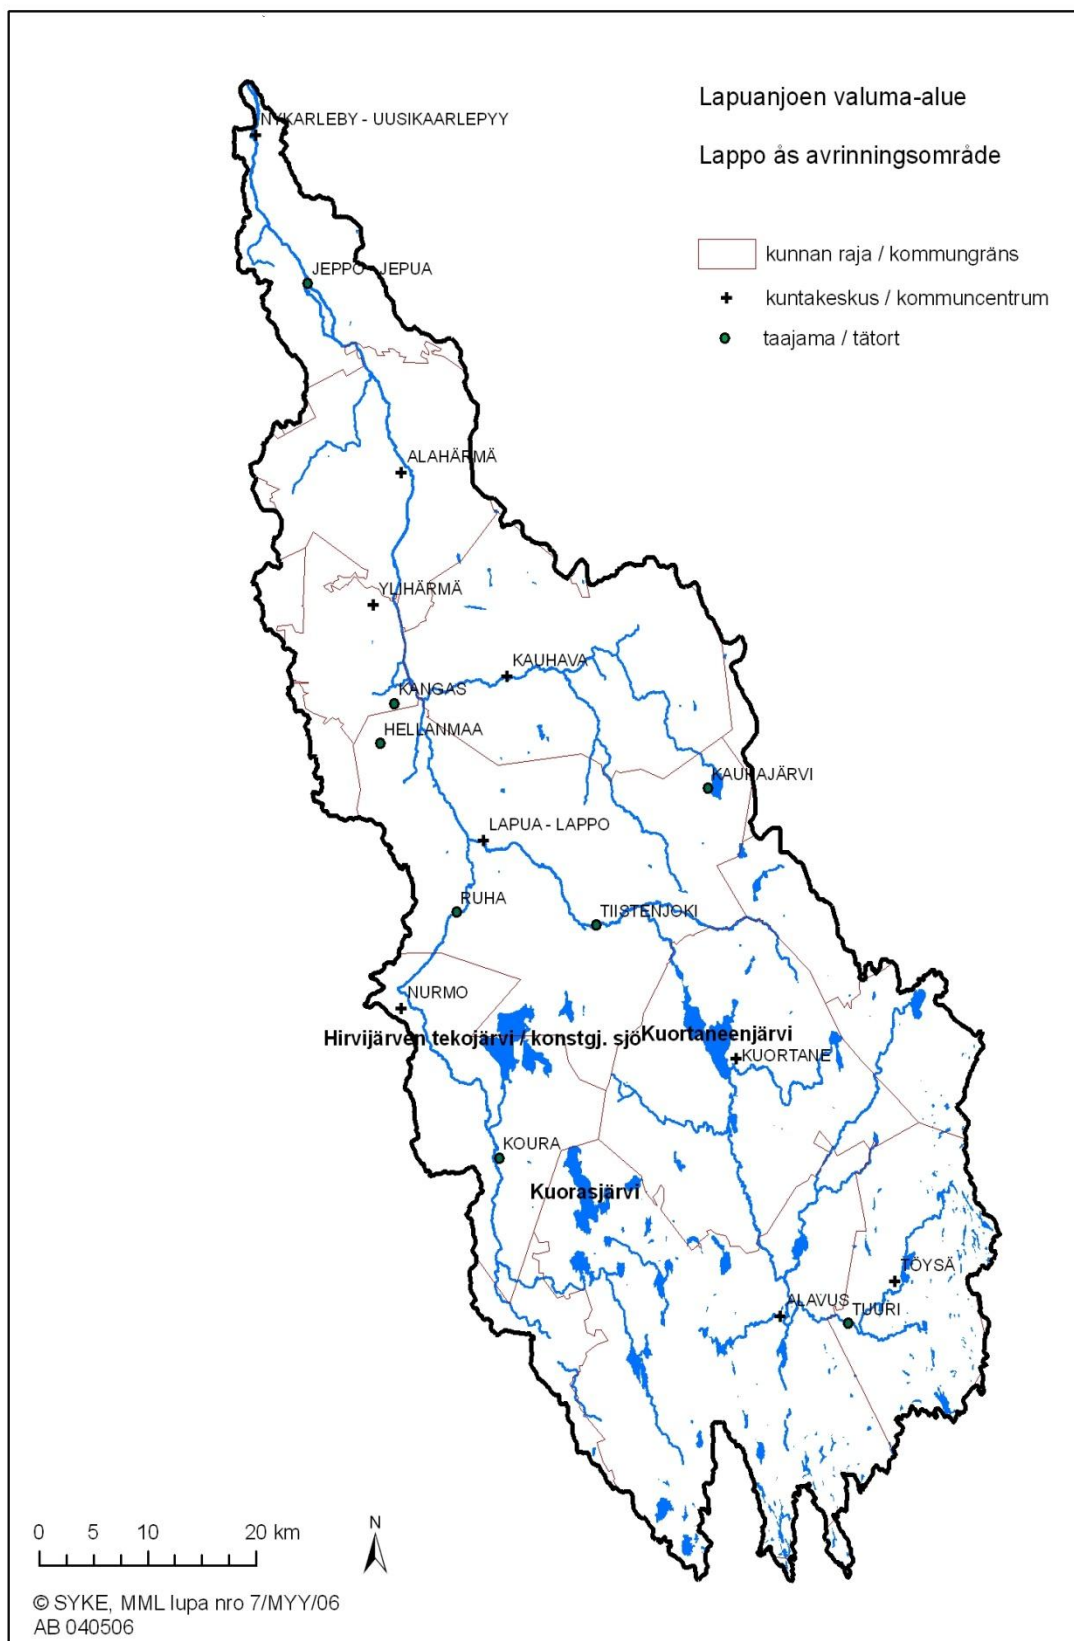 Lapuanjoen valuma-alue
Lappo ås avrinningsområde
kunnan raja / kommungräns
kuntakeskus / kommuncentrum
taajama / tätort
NYKARLEBY - UUSIKAARLEPYY
JEPPO - JEPUA
ALAHÄRMÄ
YLIHÄRMÄ
KAUHAVA
KANGAS
HELLANMAA
KAUHAJÄRVI
LAPUA - LAPPO
RUHA
TIISTENJOKI
NURMO
Hirvijärven tekojärvi / konstgj. sjö
Kuortaneenjärvi
KUORTANE
KOURA
Kuorasjärvi
TÖYSÄ
ALAVUS
TUURI
0 5 10 20 km
N
© SYKE, MML lupa nro 7/MYY/06
AB 040506